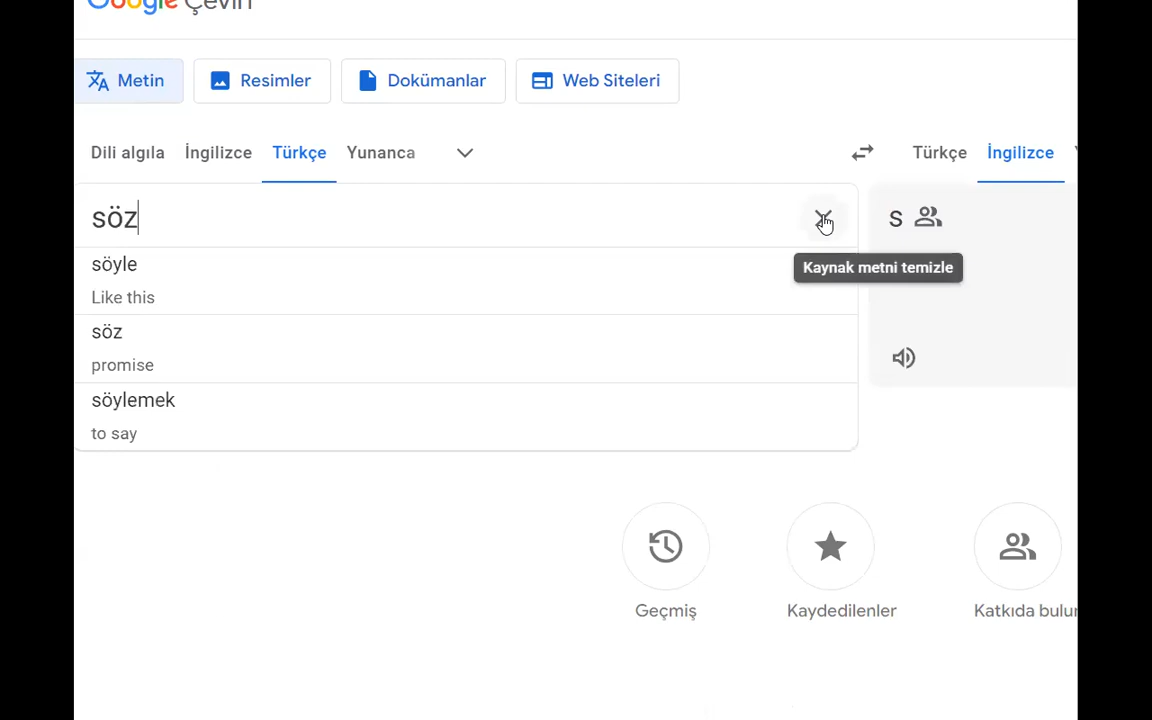 Google Çeviri
Metin
Resimler
Dokümanlar
Web Siteleri
Dili algıla
İngilizce
Türkçe
Yunanca
Türkçe
İngilizce
söz
s
Kaynak metni temizle
söyle
Like this
söz
promise
söylemek
to say
Geçmiş
Kaydedilenler
Katkıda bulun